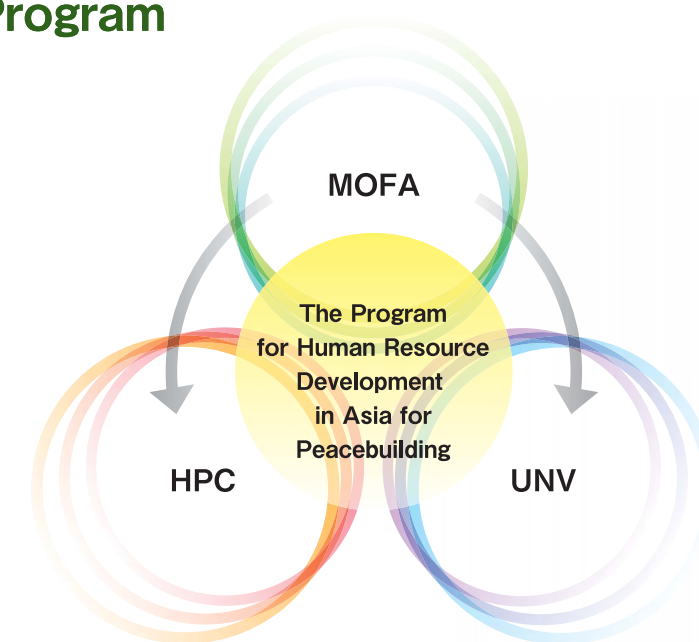 Program
MOFA
The Program
for Human Resource
Development
in Asia for
Peacebuilding
HPC
UNV